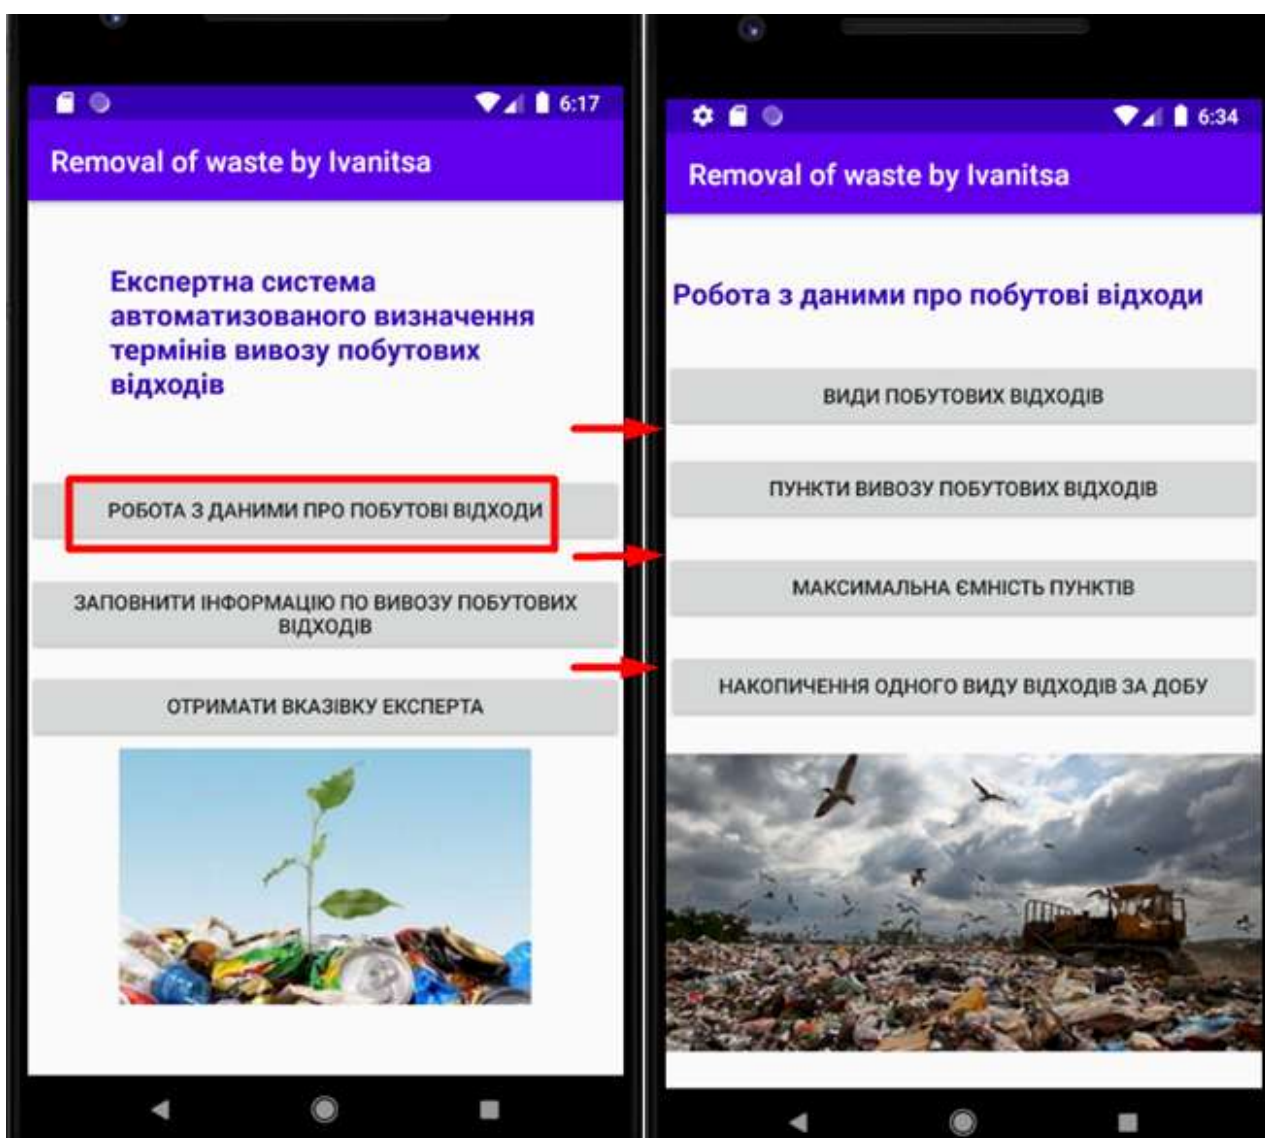 6:17
Removal of waste by Ivanitsa
Експертна система
автоматизованого визначення
термінів вивозу побутових
відходів
РОБОТА З ДАНИМИ ПРО ПОБУТОВІ ВІДХОДИ
ЗАПОВНИТИ ІНФОРМАЦІЮ ПО ВИВОЗУ ПОБУТОВИХ
ВІДХОДІВ
ОТРИМАТИ ВКАЗІВКУ ЕКСПЕРТА
6:34
Removal of waste by Ivanitsa
Робота з даними про побутові відходи
ВИДИ ПОБУТОВИХ ВІДХОДІВ
ПУНКТИ ВИВОЗУ ПОБУТОВИХ ВІДХОДІВ
МАКСИМАЛЬНА ЄМНІСТЬ ПУНКТІВ
НАКОПИЧЕННЯ ОДНОГО ВИДУ ВІДХОДІВ ЗА ДОБУ